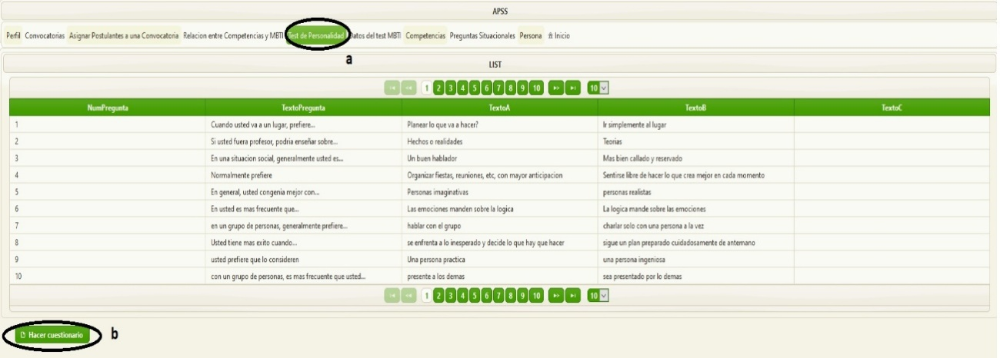 APSS
Perfil Convocatorias Asignar Postulantes a una Convocatoria Relacion entre Competencias y MBTI Test de Personalidad Datos del test MBTI Competencias Preguntas Situacionales Persona Inicio
a
LIST
1 2 3 4 5 6 7 8 9 10 10
NumPregunta TextoPregunta TextoA TextoB TextoC
1 Cuando usted va a un lugar, prefiere... Planear lo que va a hacer? Ir simplemente al lugar
2 Si usted fuera profesor, podria enseñar sobre... Hechos o realidades Teorias
3 En una situacion social, generalmente usted es... Un buen hablador Mas bien callado y reservado
4 Normalmente prefiere Organizar fiestas, reuniones, etc, con mayor anticipacion Sentirse libre de hacer lo que crea mejor en cada momento
5 En general, usted congenia mejor con... Personas imaginativas personas realistas
6 En usted es mas frecuente que... Las emociones manden sobre la logica La logica mande sobre las emociones
7 en un grupo de personas, generalmente prefiere... hablar con el grupo charlar solo con una persona a la vez
8 Usted tiene mas exito cuando... se enfrenta a lo inesperado y decide lo que hay que hacer sigue un plan preparado cuidadosamente de antemano
9 usted prefiere que lo consideren Una persona practica una persona ingeniosa
10 con un grupo de personas, es mas frecuente que usted... presente a los demas sea presentado por lo demas
1 2 3 4 5 6 7 8 9 10 10
Hacer cuestionario b